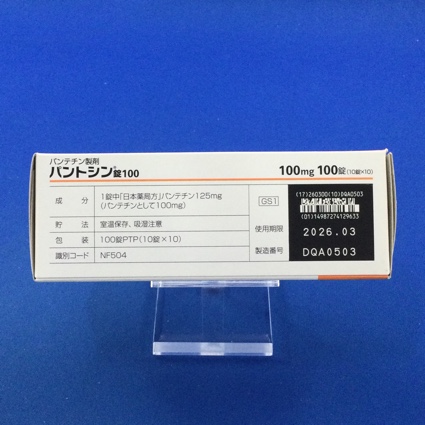 パンテチン製剤
パントシン®錠100
100mg 100錠(10錠×10)
成分 1錠中「日本薬局方」パンテチン125mg
(パンテチンとして100mg)
貯法 室温保存、吸湿注意
包装 100錠PTP(10錠×10)
識別コード NF504
GS1
(17)260300(10)DQA0503
(01)14987274129633
使用期限 2026.03
製造番号 DQA0503